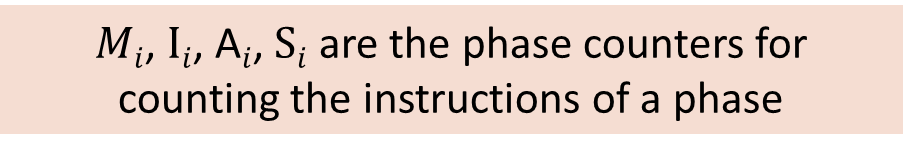 Mᵢ, Iᵢ, Aᵢ, Sᵢ are the phase counters for
counting the instructions of a phase